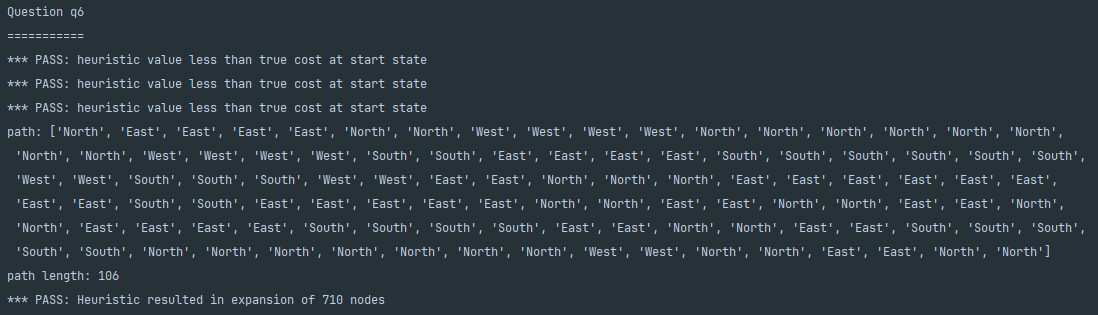 Question q6
===========
*** PASS: heuristic value less than true cost at start state
*** PASS: heuristic value less than true cost at start state
*** PASS: heuristic value less than true cost at start state
path: ['North', 'East', 'East', 'East', 'East', 'North', 'North', 'West', 'West', 'West', 'West', 'North', 'North', 'North', 'North', 'North', 'North',
'North', 'North', 'West', 'West', 'West', 'West', 'South', 'South', 'East', 'East', 'East', 'East', 'South', 'South', 'South', 'South', 'South', 'South',
'West', 'West', 'South', 'South', 'South', 'West', 'West', 'East', 'East', 'North', 'North', 'North', 'East', 'East', 'East', 'East', 'East', 'East',
'East', 'East', 'South', 'South', 'East', 'East', 'East', 'East', 'East', 'East', 'North', 'North', 'East', 'East', 'North', 'North', 'East', 'East', 'North',
'North', 'East', 'East', 'East', 'East', 'South', 'South', 'South', 'South', 'East', 'East', 'North', 'North', 'East', 'East', 'South', 'South', 'South',
'South', 'South', 'North', 'North', 'North', 'North', 'North', 'North', 'North', 'West', 'West', 'North', 'North', 'East', 'East', 'North', 'North']
path length: 106
*** PASS: Heuristic resulted in expansion of 710 nodes